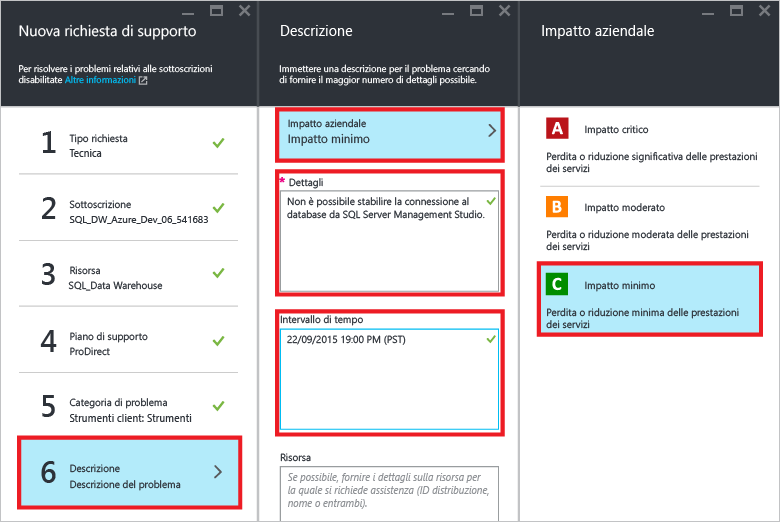 Nuova richiesta di supporto
Per risolvere i problemi relativi alle sottoscrizioni
disabilitate Altre informazioni
1
Tipo richiesta
Tecnica
2
Sottoscrizione
SQL_DW_Azure_Dev_06_541683
3
Risorsa
SQL_Data Warehouse
4
Piano di supporto
ProDirect
5
Categoria di problema
Strumenti client: Strumenti
6
Descrizione
Descrizione del problema
Descrizione
Immettere una descrizione per il problema cercando
di fornire il maggior numero di dettagli possibile.
Impatto aziendale
Impatto minimo
* Dettagli
Non è possibile stabilire la connessione al
database da SQL Server Management Studio.
Intervallo di tempo
22/09/2015 19:00 PM (PST)
Risorsa
Se possibile, fornire i dettagli sulla risorsa per
la quale si richiede assistenza (ID distribuzione,
nome o entrambi).
Impatto aziendale
A Impatto critico
Perdita o riduzione significativa delle prestazioni
dei servizi
B Impatto moderato
Perdita o riduzione moderata delle prestazioni
dei servizi
C Impatto minimo
Perdita o riduzione minima delle prestazioni
dei servizi